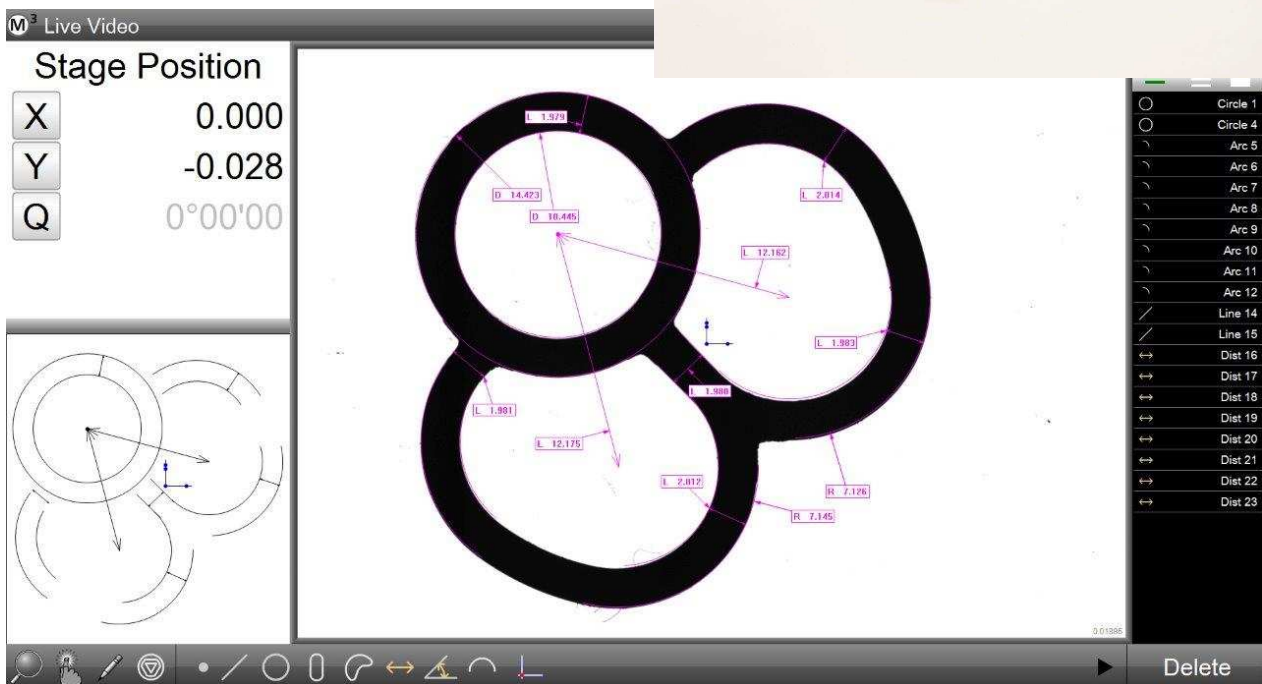 M³ Live Video
Stage Position
X 0.000
Y -0.028
Q 0°00'00
L 1.979
D 14.423
D 10.445
L 2.014
L 12.162
L 1.983
L 1.980
L 1.981
L 12.175
L 2.012
R 7.126
R 7.145
Circle 1
Circle 4
Arc 5
Arc 6
Arc 7
Arc 8
Arc 9
Arc 10
Arc 11
Arc 12
Line 14
Line 15
Dist 16
Dist 17
Dist 18
Dist 19
Dist 20
Dist 21
Dist 22
Dist 23
Delete